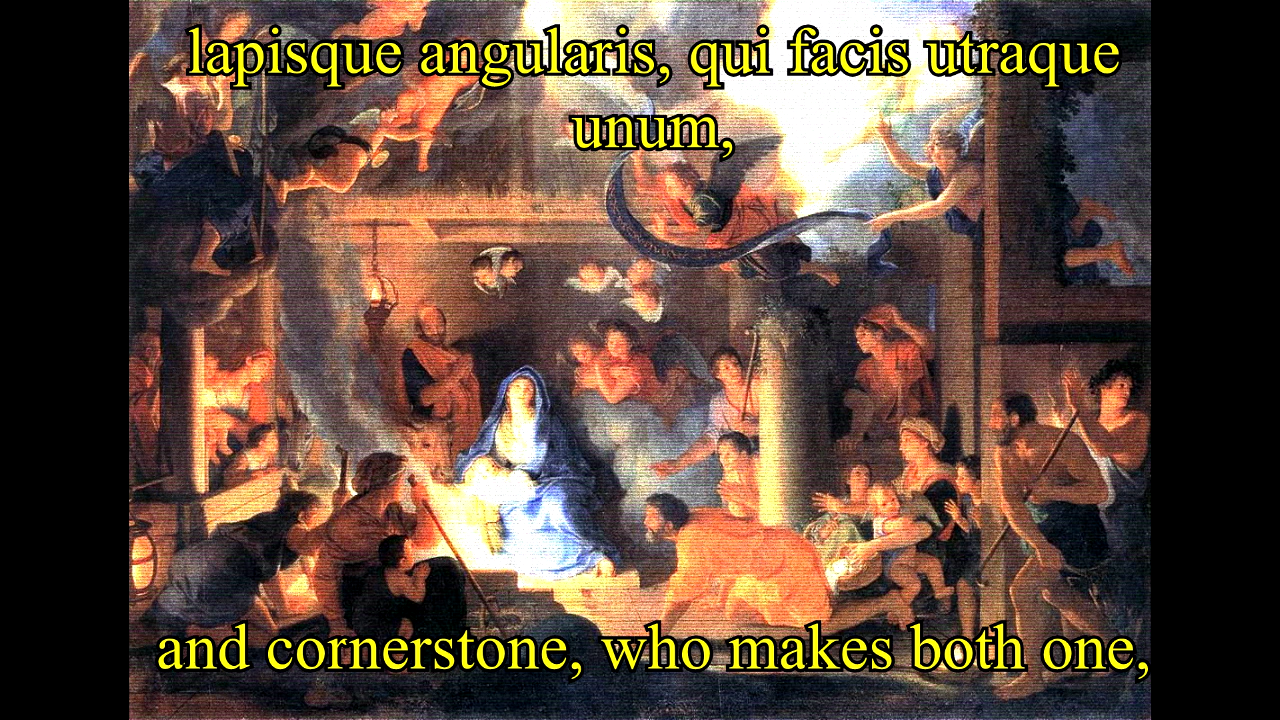 lapisque angularis, qui facis utraque
unum,
and cornerstone, who makes both one,